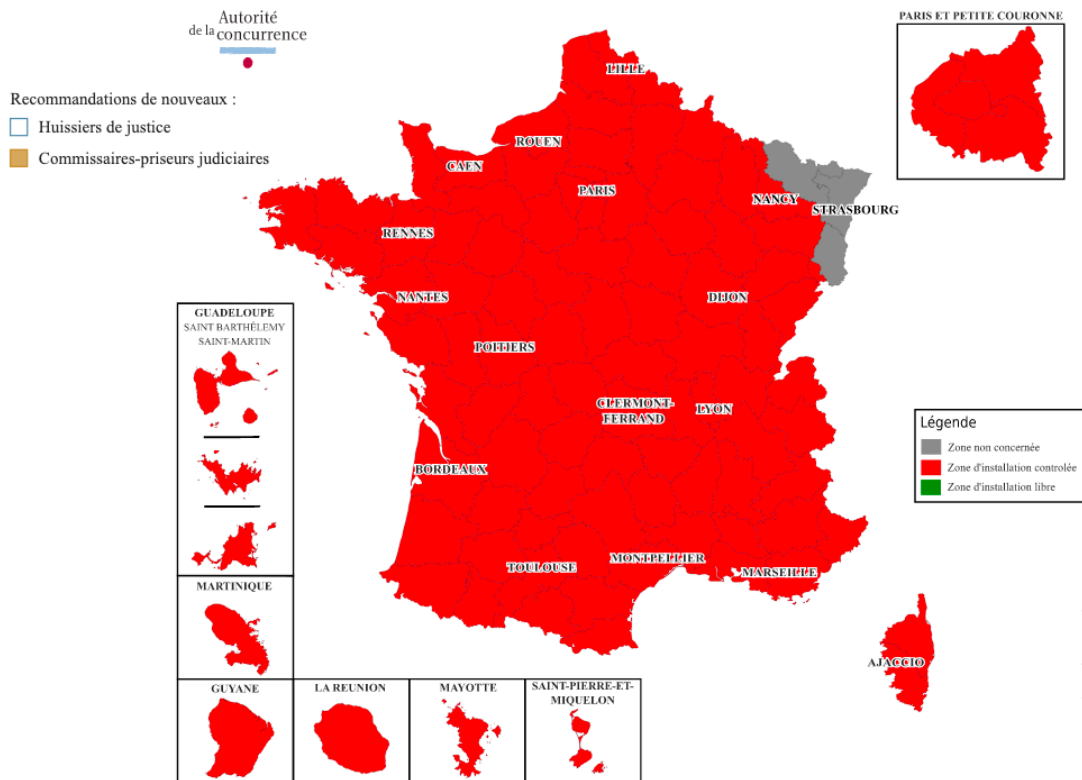 Autorité
de la concurrence
Recommandations de nouveaux :
Huissiers de justice
Commissaires-priseurs judiciaires
PARIS ET PETITE COURONNE
LILLE
ROUEN
CAEN
PARIS
NANCY
STRASBOURG
RENNES
NANTES
DIJON
POITIERS
CLERMONT-
FERRAND
LYON
BORDEAUX
TOULOUSE
MONTPELLIER
MARSEILLE
AJACCIO
GUADELOUPE
SAINT BARTHÉLEMY
SAINT-MARTIN
MARTINIQUE
GUYANE
LA REUNION
MAYOTTE
SAINT-PIERRE-ET-
MIQUELON
Légende
Zone non concernée
Zone d'installation controlée
Zone d'installation libre